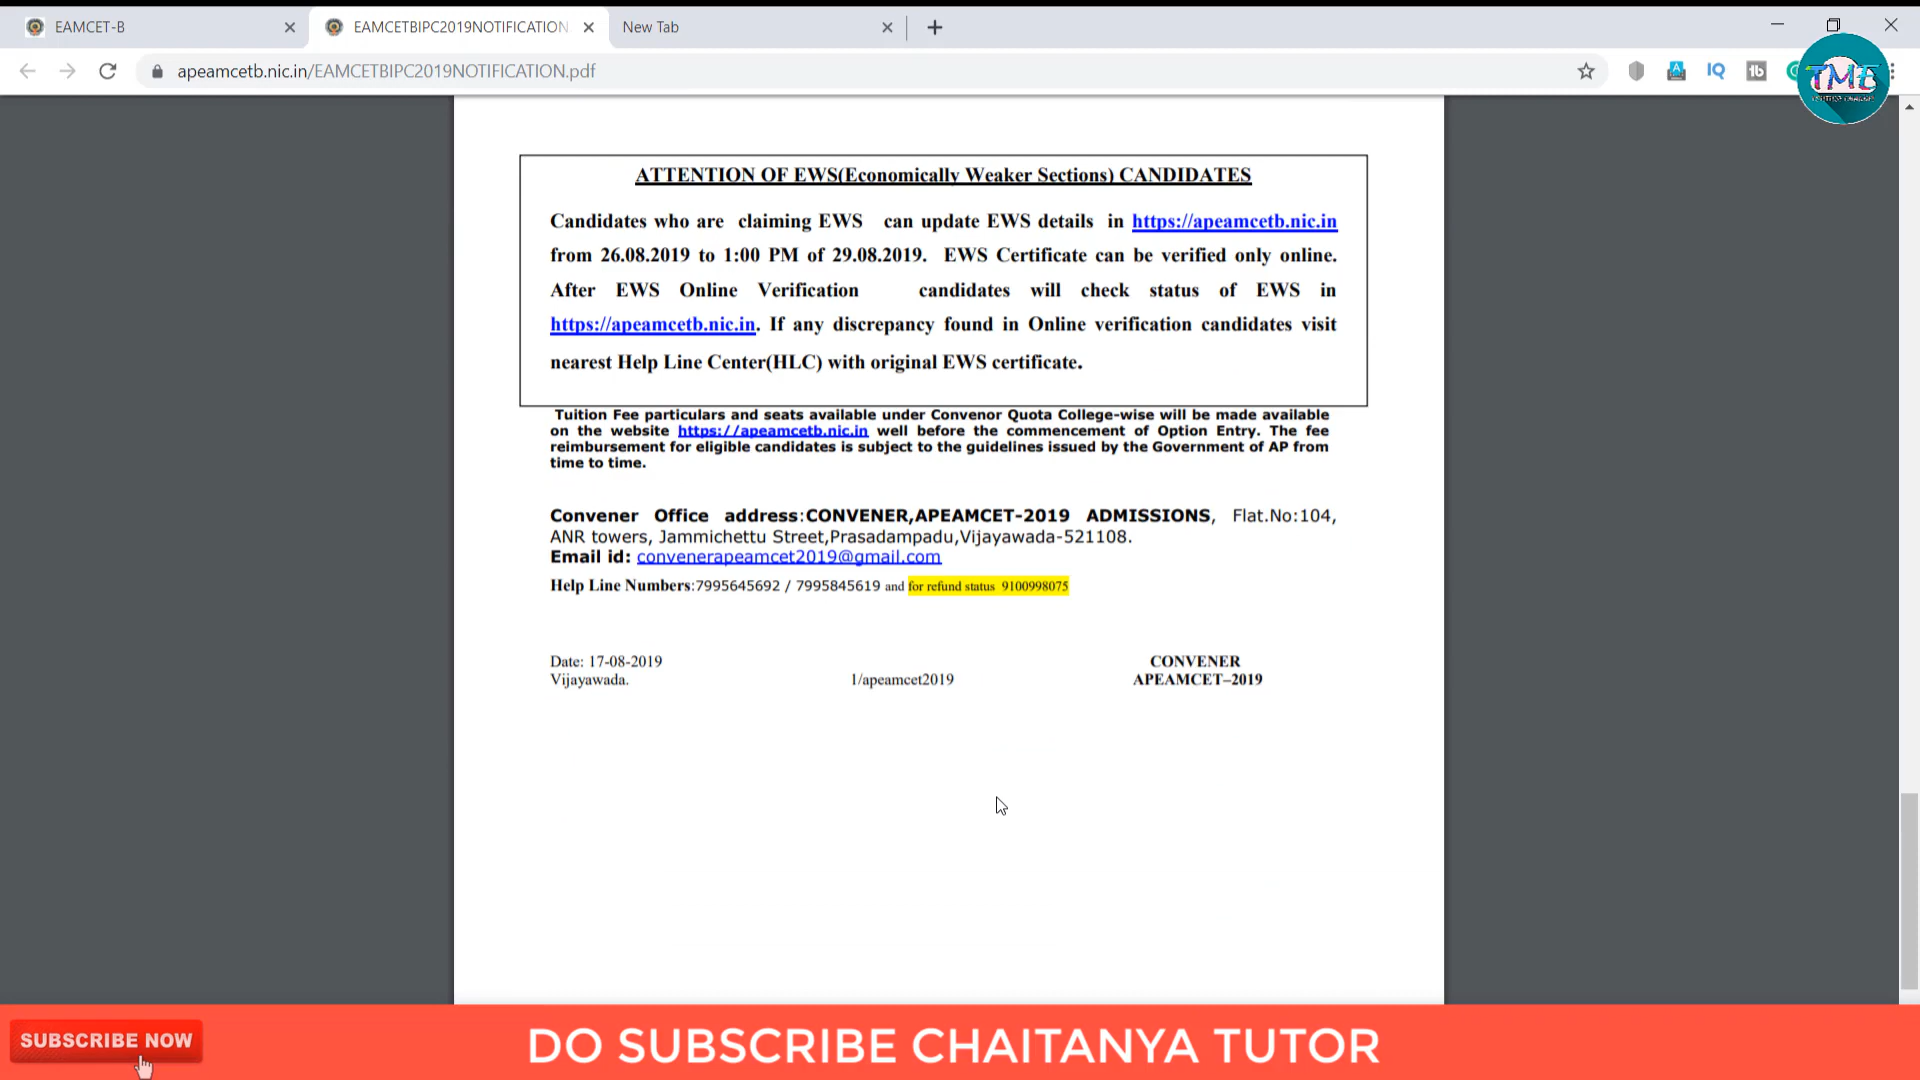 EAMCET-B
EAMCETBIPC2019NOTIFICATION
New Tab
apeamcetb.nic.in/EAMCETBIPC2019NOTIFICATION.pdf
IQ
tb
TME
ATTENTION OF EWS(Economically Weaker Sections) CANDIDATES
Candidates who are claiming EWS can update EWS details in https://apeamcetb.nic.in
from 26.08.2019 to 1:00 PM of 29.08.2019. EWS Certificate can be verified only online.
After EWS Online Verification candidates will check status of EWS in
https://apeamcetb.nic.in. If any discrepancy found in Online verification candidates visit
nearest Help Line Center(HLC) with original EWS certificate.
Tuition Fee particulars and seats available under Convenor Quota College-wise will be made available
on the website https://apeamcetb.nic.in well before the commencement of Option Entry. The fee
reimbursement for eligible candidates is subject to the guidelines issued by the Government of AP from
time to time.
Convener Office address:CONVENER,APEAMCET-2019 ADMISSIONS, Flat.No:104,
ANR towers, Jammichettu Street,Prasadampadu,Vijayawada-521108.
Email id: convenerapeamcet2019@gmail.com
Help Line Numbers:7995645692 / 7995845619 and for refund status 9100998075
Date: 17-08-2019 CONVENER
Vijayawada. 1/apeamcet2019 APEAMCET–2019
SUBSCRIBE NOW
DO SUBSCRIBE CHAITANYA TUTOR